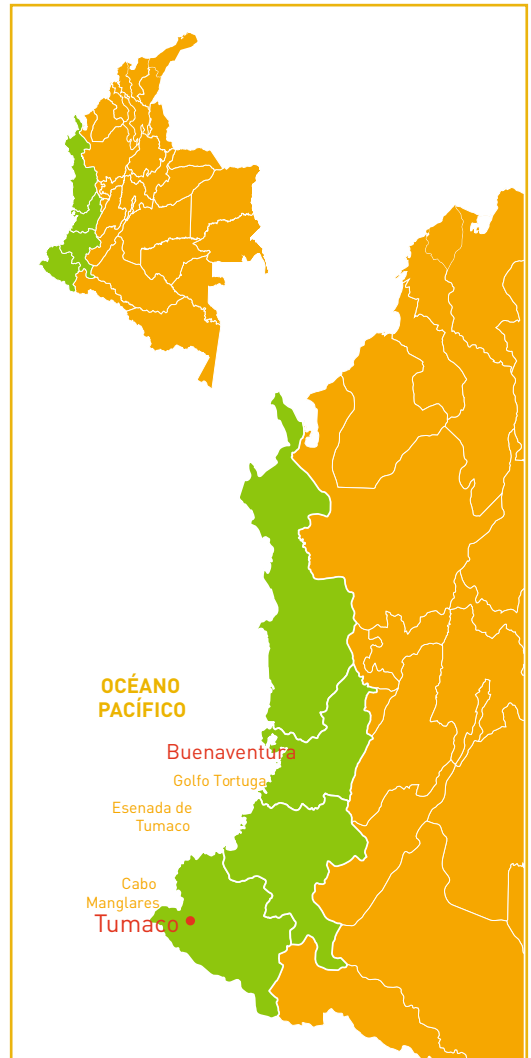 OCÉANO
PACÍFICO
Buenaventura
Golfo Tortuga
Esenada de
Tumaco
Cabo
Manglares
Tumaco